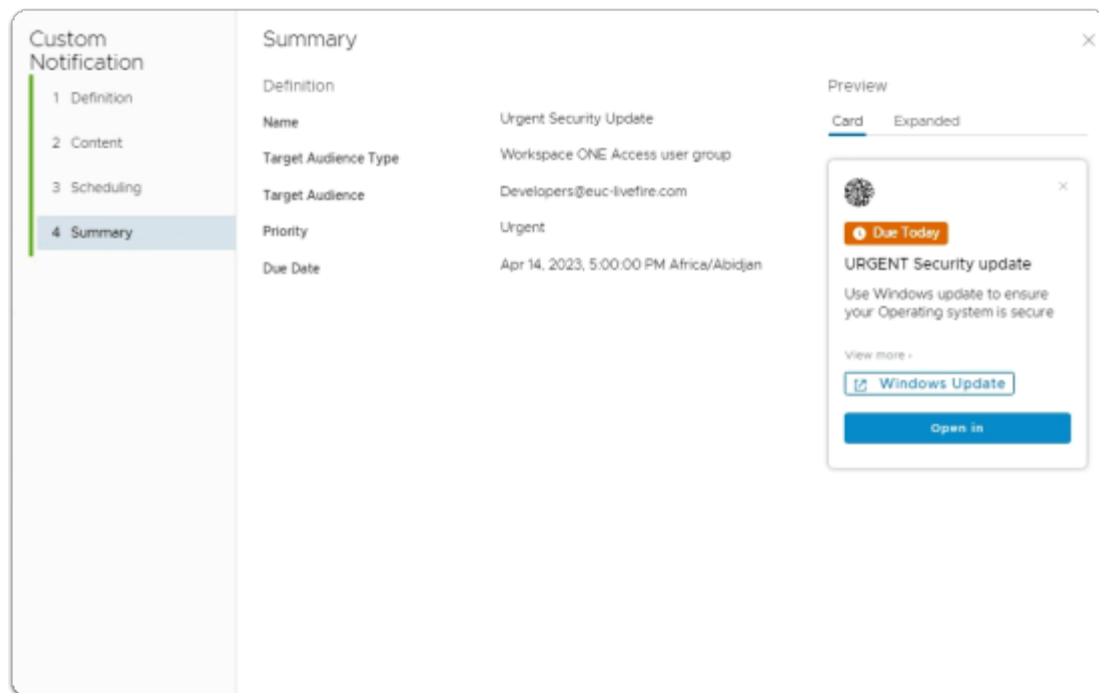 Custom
Notification
1 Definition
2 Content
3 Scheduling
4 Summary
Summary
Definition
Name Urgent Security Update
Target Audience Type Workspace ONE Access user group
Target Audience Developers@euc-livefire.com
Priority Urgent
Due Date Apr 14, 2023, 5:00:00 PM Africa/Abidjan
Preview
Card Expanded
Due Today
URGENT Security update
Use Windows update to ensure
your Operating system is secure
View more ›
Windows Update
Open in